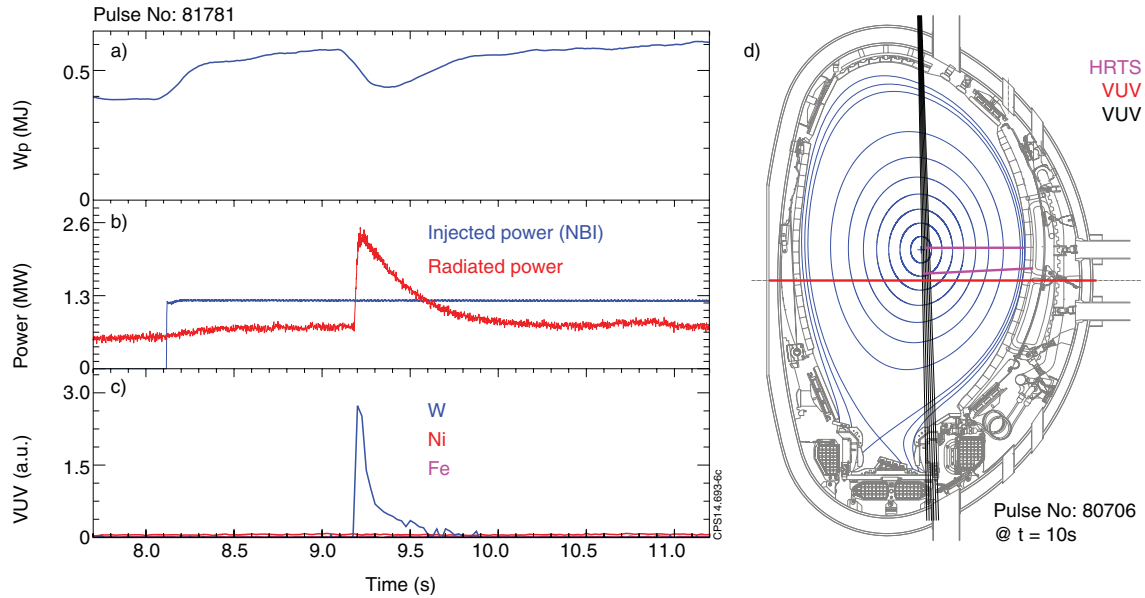 Pulse No: 81781
a)
0.5
0
Wp (MJ)
b)
Injected power (NBI)
Radiated power
2.6
1.3
0
Power (MW)
c)
W
Ni
Fe
3.0
1.5
0
VUV (a.u.)
8.0 8.5 9.0 9.5 10.0 10.5 11.0
Time (s)
CPS14.693-6c
d)
HRTS
VUV
VUV
Pulse No: 80706
@ t = 10s